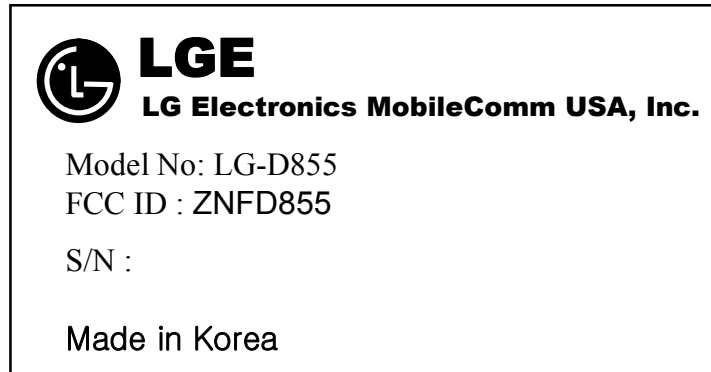 LGE
LG Electronics MobileComm USA, Inc.
Model No: LG-D855
FCC ID : ZNFD855
S/N :
Made in Korea